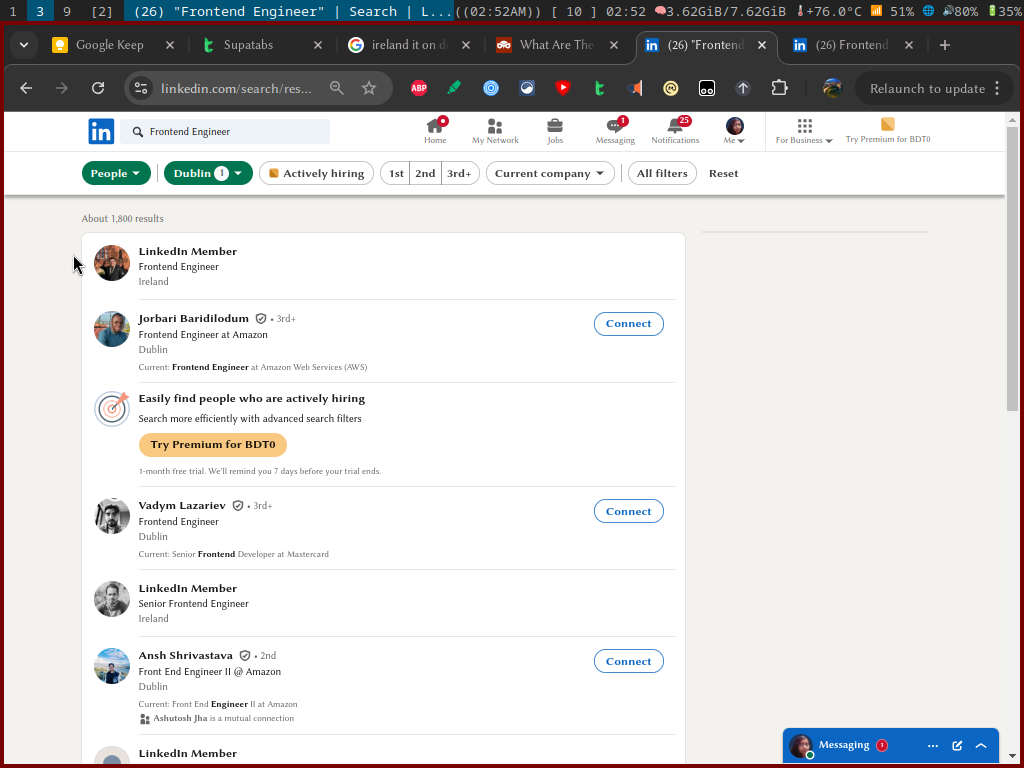 1 3 9 [2] (26) "Frontend Engineer" | Search | L...((02:52AM)) [ 10 ] 02:52 3.62GiB/7.62GiB +76.0°C 51% 80% 35%
Google Keep Supatabs ireland it on d What Are The (26) "Frontend (26) Frontend
linkedin.com/search/res... ABP Relaunch to update
in Frontend Engineer Home My Network Jobs 1 Messaging 25 Notifications Me For Business Try Premium for BDT0
People Dublin 1 Actively hiring 1st 2nd 3rd+ Current company All filters Reset
About 1,800 results
LinkedIn Member
Frontend Engineer
Ireland
Jorbari Baridilodum • 3rd+ Connect
Frontend Engineer at Amazon
Dublin
Current: Frontend Engineer at Amazon Web Services (AWS)
Easily find people who are actively hiring
Search more efficiently with advanced search filters
Try Premium for BDT0
1-month free trial. We'll remind you 7 days before your trial ends.
Vadym Lazariev • 3rd+ Connect
Frontend Engineer
Dublin
Current: Senior Frontend Developer at Mastercard
LinkedIn Member
Senior Frontend Engineer
Ireland
Ansh Shrivastava • 2nd Connect
Front End Engineer II @ Amazon
Dublin
Current: Front End Engineer II at Amazon
Ashutosh Jha is a mutual connection
LinkedIn Member
Messaging 1